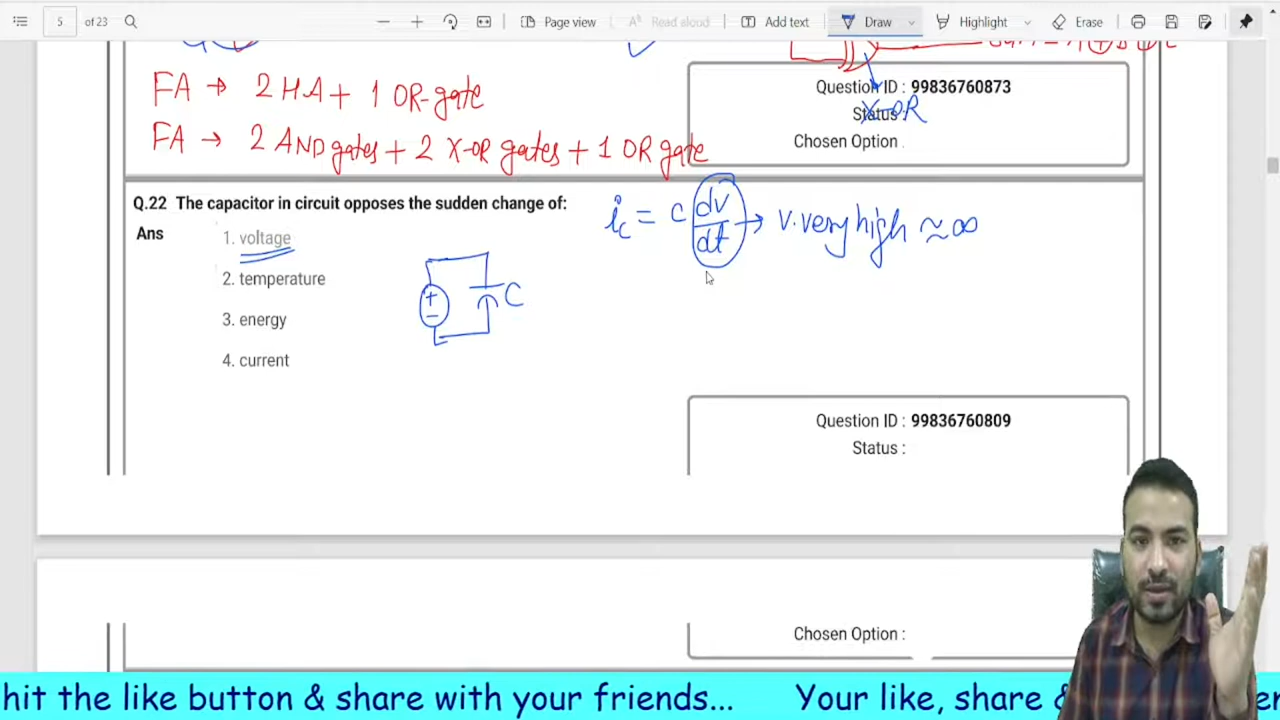 5 of 23
Page view
Read aloud
Add text
Draw
Highlight
Erase
FA → 2 HA + 1 OR-gate
FA → 2 AND gates + 2 X-OR gates + 1 OR gate
Question ID : 99836760873
Status
X-OR
Chosen Option
Q.22 The capacitor in circuit opposes the sudden change of:
Ans
1. voltage
2. temperature
3. energy
4. current
+
−
C
ic = c dv/dt → v.very high ≈ ∞
Question ID : 99836760809
Status :
Chosen Option :
hit the like button & share with your friends... Your like, share &